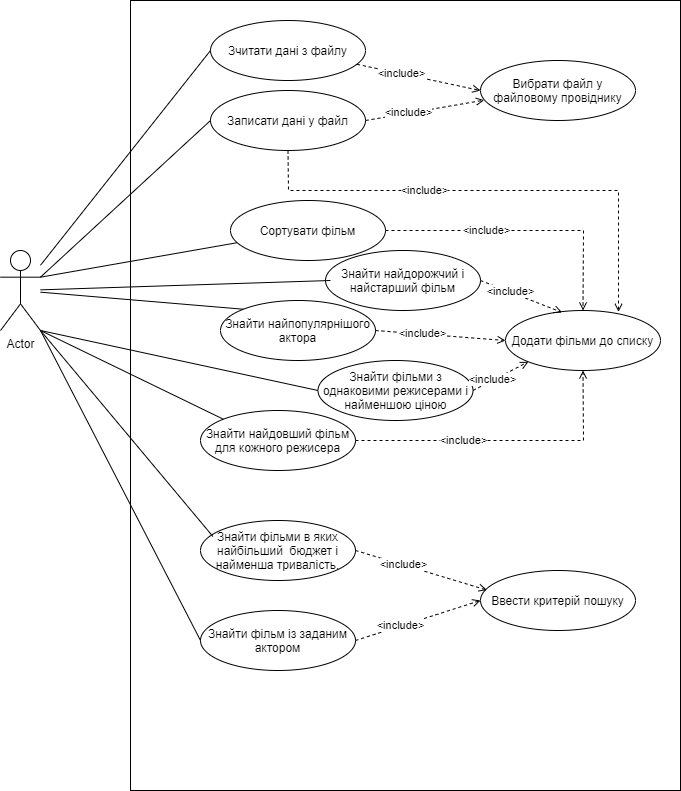 Зчитати дані з файлу
<include>
Вибрати файл у
файловому провіднику
<include>
Записати дані у файл
<include>
Сортувати фільм
<include>
Знайти найдорожчий і
найстарший фільм
<include>
Знайти найпопулярнішого
актора
<include>
Додати фільми до списку
Actor
Знайти фільми з
однаковими режисерами і
найменшою ціною
<include>
Знайти найдовший фільм
для кожного режисера
<include>
Знайти фільми в яких
найбільший бюджет і
найменша тривалість.
<include>
Ввести критерій пошуку
<include>
Знайти фільм із заданим
актором